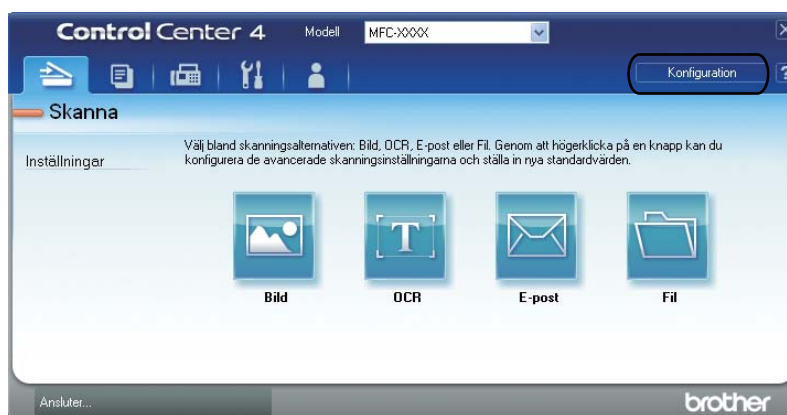 Control Center 4 Modell MFC-XXXX
Konfiguration ?
Skanna
Välj bland skanningsalternativen: Bild, OCR, E-post eller Fil. Genom att högerklicka på en knapp kan du
Inställningar
konfigurera de avancerade skanningsinställningarna och ställa in nya standardvärden.
T
Bild OCR E-post Fil
Ansluter...
brother